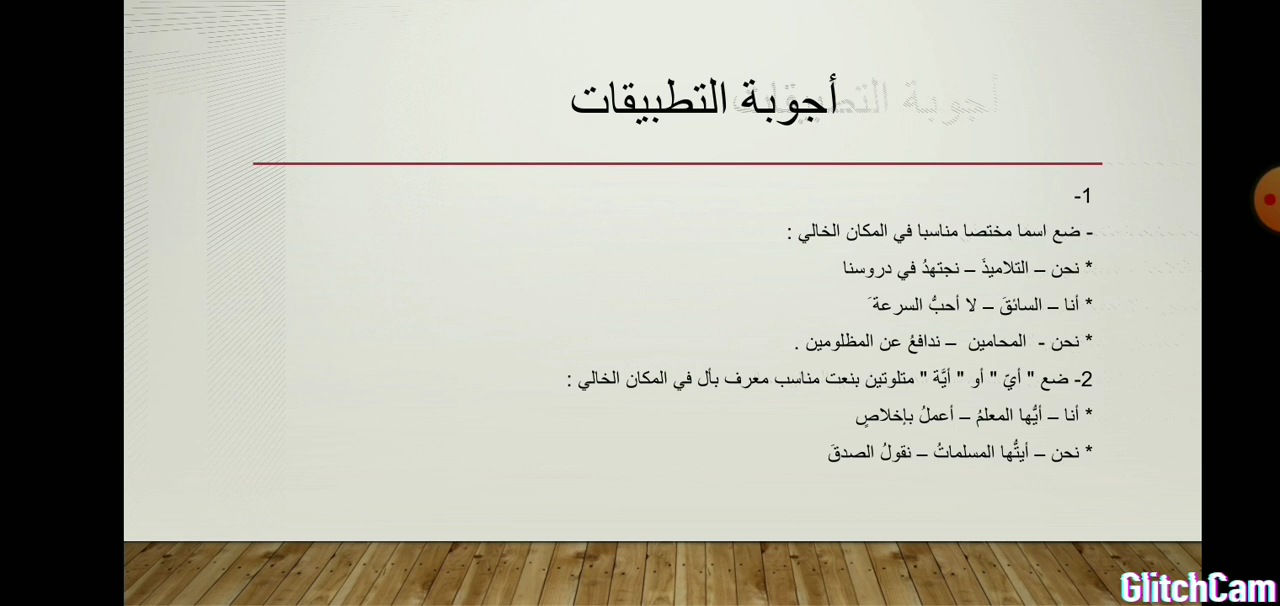 أجوبة التطبيقات
1-
- ضع اسما مختصا مناسبا في المكان الخالي :
* نحن – التلاميذَ – نجتهدُ في دروسنا
* أنا – السائقَ – لا أحبُّ السرعة َ
* نحن - المحامين – ندافعُ عن المظلومين .
2- ضع " أيّ " أو " أيَّة " متلوتين بنعت مناسب معرف بأل في المكان الخالي :
* أنا – أيُّها المعلمُ – أعملُ بإخلاصٍ
* نحن – أيتُّها المسلماتُ – نقولُ الصدقَ
GlitchCam